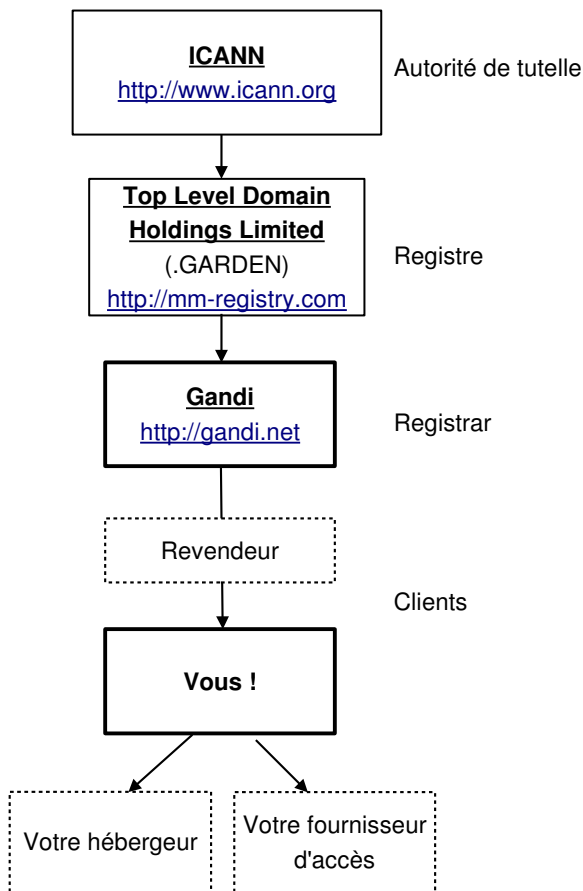 ICANN
http://www.icann.org
Autorité de tutelle
Top Level Domain
Holdings Limited
(.GARDEN)
http://mm-registry.com
Registre
Gandi
http://gandi.net
Registrar
Revendeur
Clients
Vous !
Votre hébergeur
Votre fournisseur
d'accès